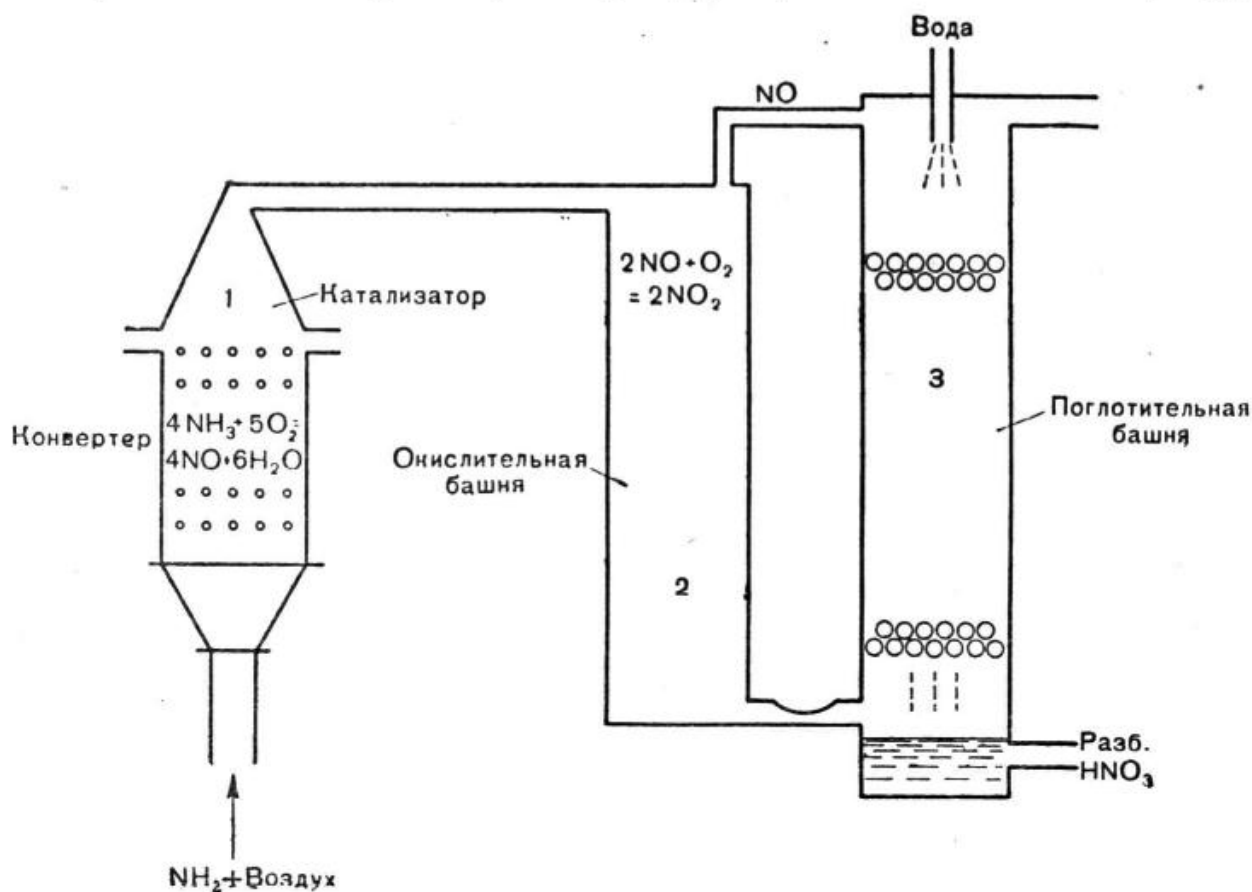 Вода
NO
2NO+O₂
=2NO₂
1
Катализатор
3
Конвертер
4NH₃+5O₂=
4NO+6H₂O
Поглотительная
башня
Окислительная
башня
2
Разб.
HNO₃
NH₂+Воздух